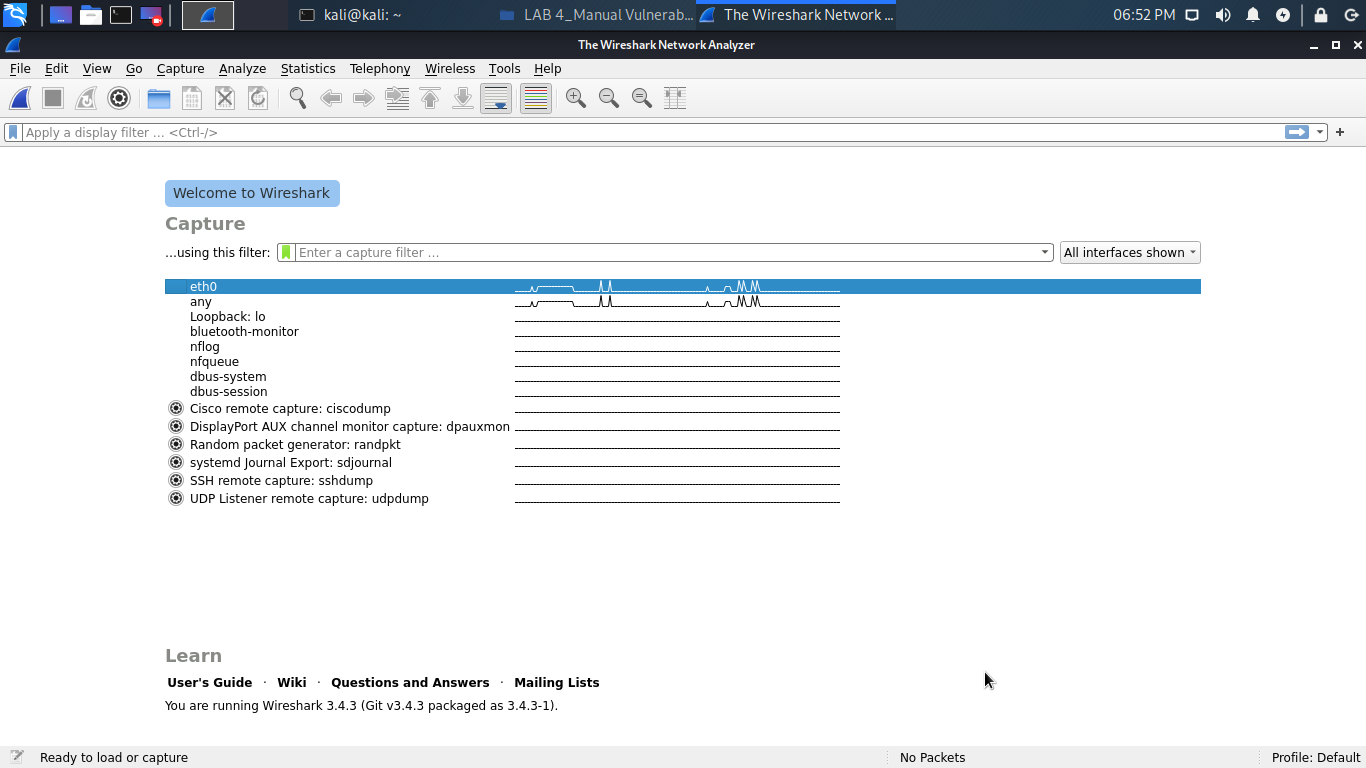 kali@kali: ~
LAB 4_Manual Vulnerab...
The Wireshark Network ...
06:52 PM
The Wireshark Network Analyzer
File Edit View Go Capture Analyze Statistics Telephony Wireless Tools Help
Apply a display filter ... <Ctrl-/>
Welcome to Wireshark
Capture
...using this filter: Enter a capture filter ... All interfaces shown
eth0
any
Loopback: lo
bluetooth-monitor
nflog
nfqueue
dbus-system
dbus-session
Cisco remote capture: ciscodump
DisplayPort AUX channel monitor capture: dpauxmon
Random packet generator: randpkt
systemd Journal Export: sdjournal
SSH remote capture: sshdump
UDP Listener remote capture: udpdump
Learn
User's Guide · Wiki · Questions and Answers · Mailing Lists
You are running Wireshark 3.4.3 (Git v3.4.3 packaged as 3.4.3-1).
Ready to load or capture
No Packets
Profile: Default